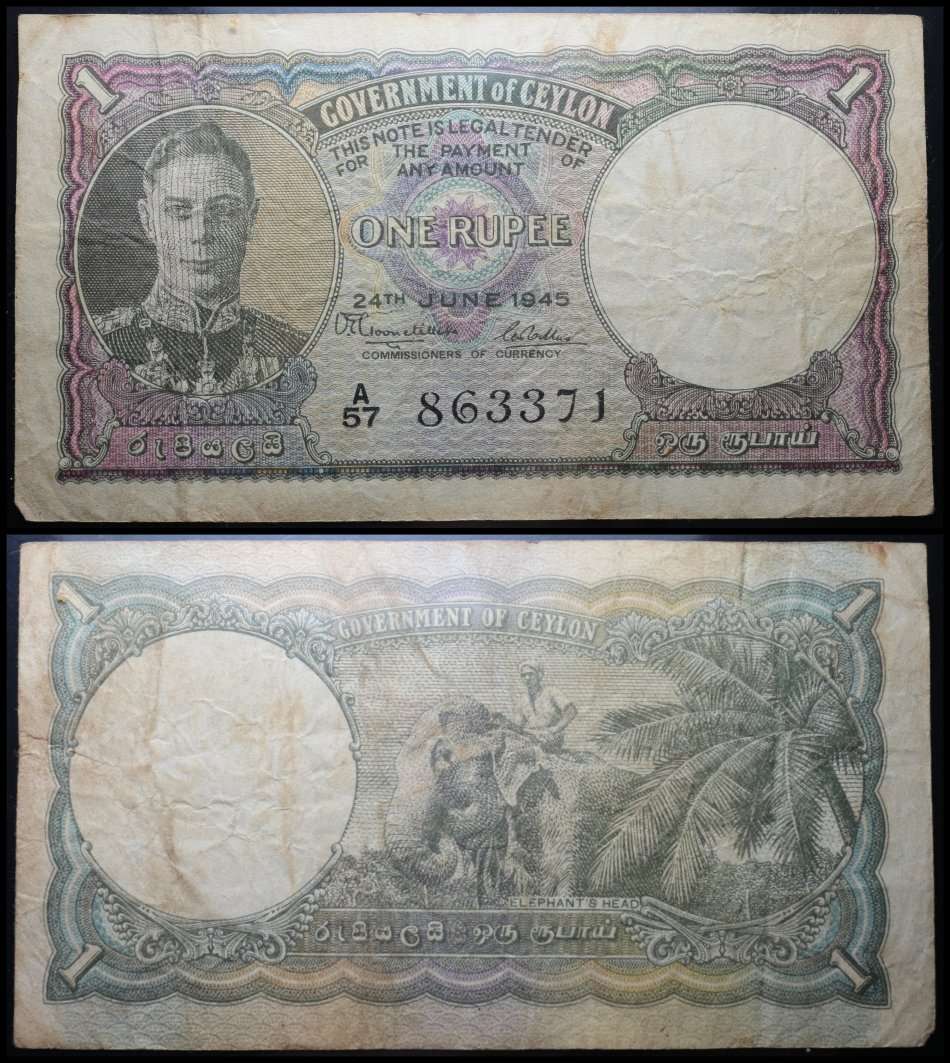 1 1
GOVERNMENT of CEYLON
THIS NOTE IS LEGAL TENDER
FOR THE PAYMENT OF
ANY AMOUNT
ONE RUPEE
24TH JUNE 1945
COMMISSIONERS OF CURRENCY
A
57 863371
රුපියලයි ஒரு ரூபாய்
1 1
GOVERNMENT OF CEYLON
ELEPHANT'S HEAD
රුපියලයි ஒரு ரூபாய்
1 1